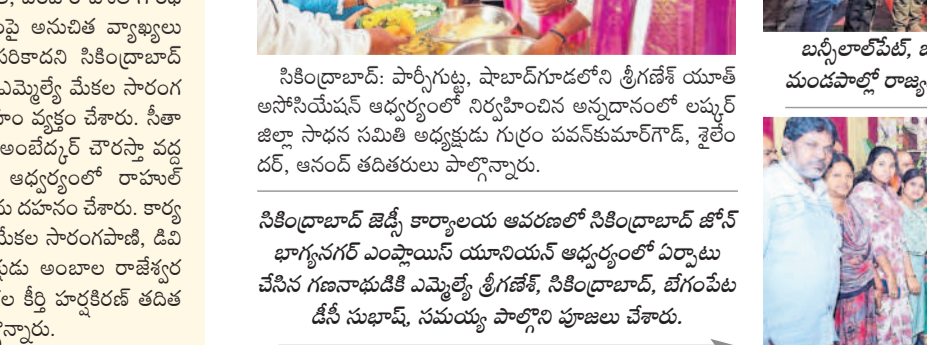 పై అనుచిత వ్యాఖ్యలు
సరికాదని సికింద్రాబాద్
ఎమ్మెల్యే మేకల సారంగ
వ్యక్తం చేశారు. సీతా
అంబేద్కర్ చౌరస్తా వద్ద
ఆధ్వర్యంలో రాహుల్
దహనం చేశారు. కార్య
మేకల సారంగపాణి, డివి
అంబాల రాజేశ్వర
కీర్తి హర్షకిరణ్ తదిత
సికింద్రాబాద్: పార్సీగుట్ట, షాబాద్‌గూడలోని శ్రీగణేశ్ యూత్
అసోసియేషన్ ఆధ్వర్యంలో నిర్వహించిన అన్నదానంలో లష్కర్
జిల్లా సాధన సమితి అధ్యక్షుడు గుర్రం పవన్‌కుమార్‌గౌడ్, శైలేం
దర్, ఆనంద్ తదితరులు పాల్గొన్నారు.
సికింద్రాబాద్ జెడ్సీ కార్యాలయ ఆవరణలో సికింద్రాబాద్ జోన్
భాగ్యనగర్ ఎంప్లాయిస్ యూనియన్ ఆధ్వర్యంలో ఏర్పాటు
చేసిన గణనాథుడికి ఎమ్మెల్యే శ్రీగణేశ్, సికింద్రాబాద్, బేగంపేట
డీసీ సుభాష్, సమయ్య పాల్గొని పూజలు చేశారు.
బన్సీలాల్‌పేట్,
మండపాల్లో రాజ్య